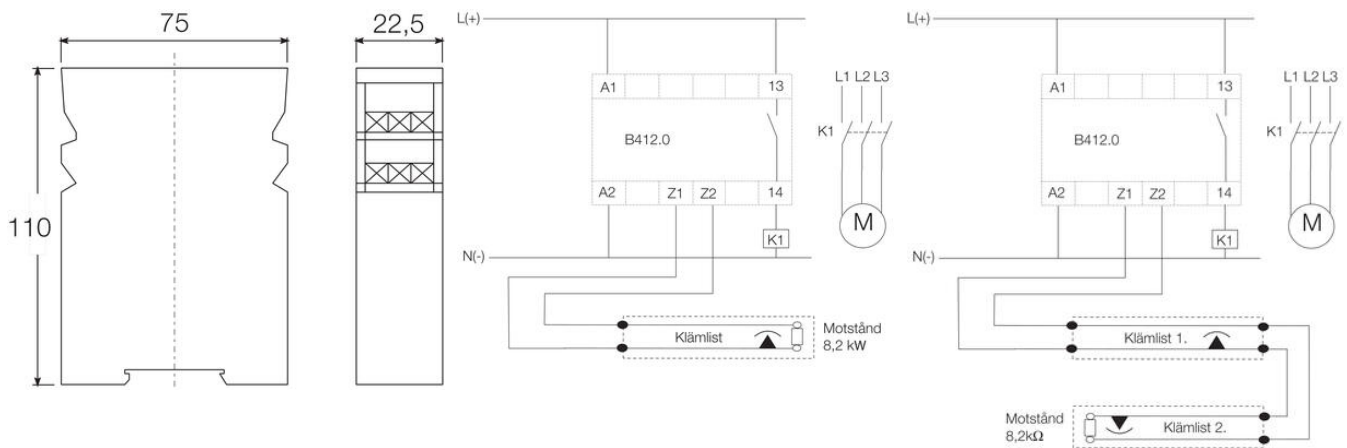 75
22,5
110
L(+)
A1
13
B412.0
A2
Z1
Z2
14
K1
N(-)
L1 L2 L3
K1
M
Klämlist
Motstånd
8,2 kW
L(+)
A1
13
B412.0
A2
Z1
Z2
14
K1
N(-)
L1 L2 L3
K1
M
Klämlist 1.
Motstånd
8,2kΩ
Klämlist 2.